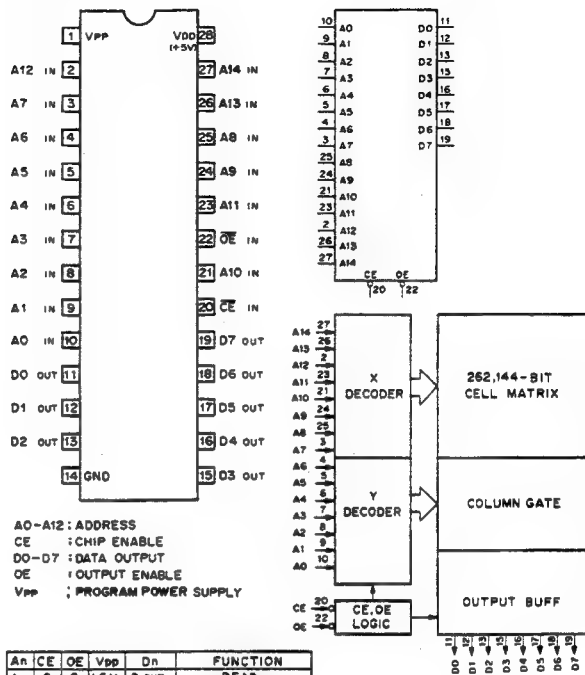 1 VPP VDD 28
(+5V)
A12 IN 2 27 A14 IN
A7 IN 3 26 A13 IN
A6 IN 4 25 A8 IN
A5 IN 5 24 A9 IN
A4 IN 6 23 A11 IN
A3 IN 7 22 OE IN
A2 IN 8 21 A10 IN
A1 IN 9 20 CE IN
A0 IN 10 19 D7 OUT
D0 OUT 11 18 D6 OUT
D1 OUT 12 17 D5 OUT
D2 OUT 13 16 D4 OUT
14 GND 15 D3 OUT
AO-A12 ; ADDRESS
CE ; CHIP ENABLE
DO-D7 ; DATA OUTPUT
OE ; OUTPUT ENABLE
VPP ; PROGRAM POWER SUPPLY
10 A0 D0 11
9 A1 D1 12
8 A2 D2 13
7 A3 D3 15
6 A4 D4 16
5 A5 D5 17
4 A6 D6 18
3 A7 D7 19
25 A8
24 A9
21 A10
23 A11
2 A12
26 A13
27 A14
CE OE
20 22
A14 27
A13 26
A12 2
A11 23
A10 21
A9 24
A8 25
A7 3
A6 4
A5 5
A4 6
A3 7
A2 8
A1 9
A0 10
X
DECODER
Y
DECODER
262,144-BIT
CELL MATRIX
COLUMN GATE
OUTPUT BUFF
CE 20
OE 22
CE,OE
LOGIC
11 12 13 15 16 17 18 19
D0 D1 D2 D3 D4 D5 D6 D7
An CE OE Vpp Dn FUNCTION